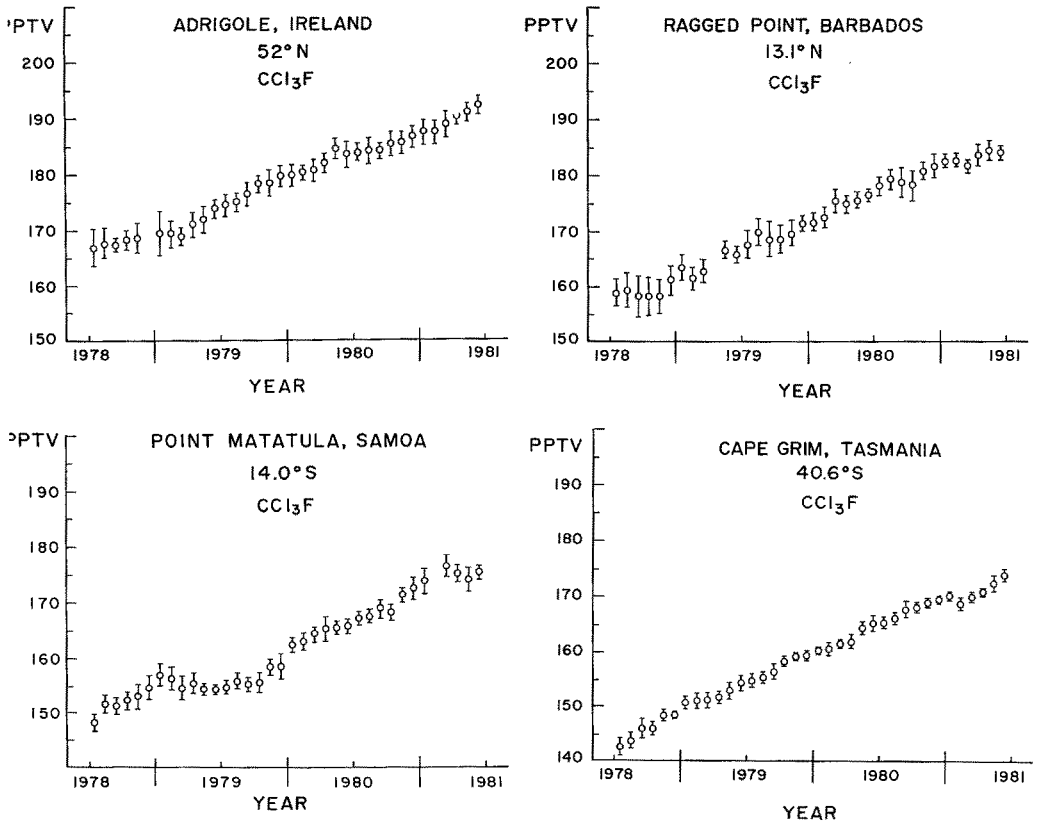 'PTV
ADRIGOLE, IRELAND
52° N
CCl₃F
200
190
180
170
160
150
1978 1979 1980 1981
YEAR
PPTV
RAGGED POINT, BARBADOS
13.1° N
CCl₃F
200
190
180
170
160
150
1978 1979 1980 1981
YEAR
PPTV
POINT MATATULA, SAMOA
14.0° S
CCl₃F
190
180
170
160
150
1978 1979 1980 1981
YEAR
PPTV
CAPE GRIM, TASMANIA
40.6° S
CCl₃F
190
180
170
160
150
140
1978 1979 1980 1981
YEAR